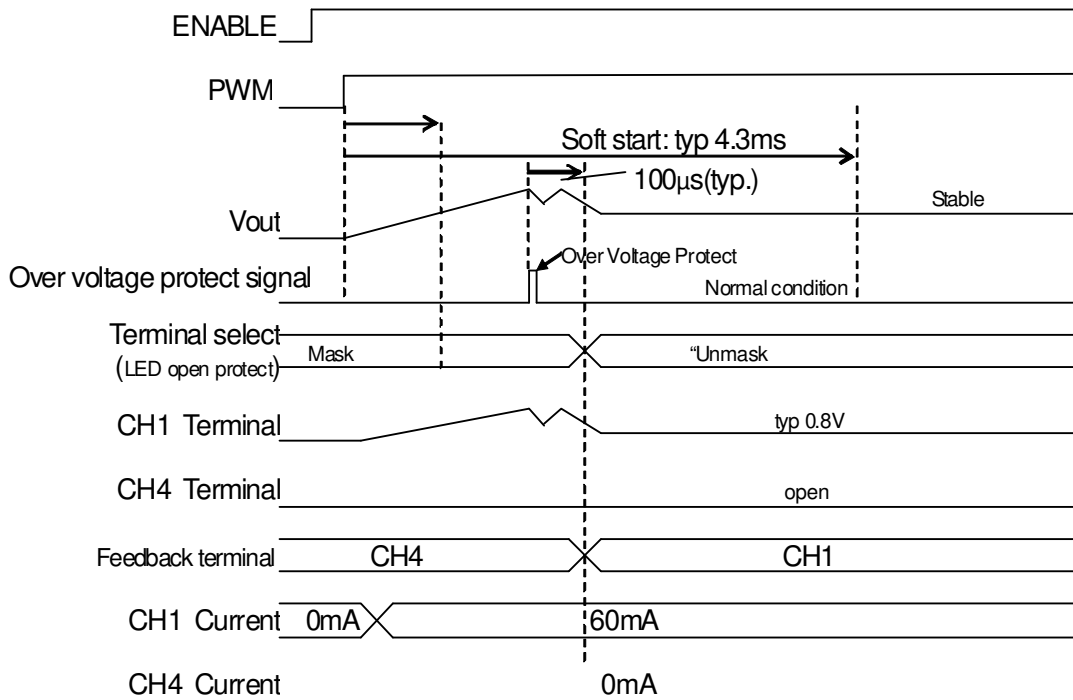 ENABLE
PWM
Soft start: typ 4.3ms
100µs(typ.)
Vout
Stable
Over Voltage Protect
Over voltage protect signal
Normal condition
Terminal select
(LED open protect)
Mask
“Unmask
CH1 Terminal
typ 0.8V
CH4 Terminal
open
Feedback terminal
CH4
CH1
CH1 Current
0mA
60mA
CH4 Current
0mA